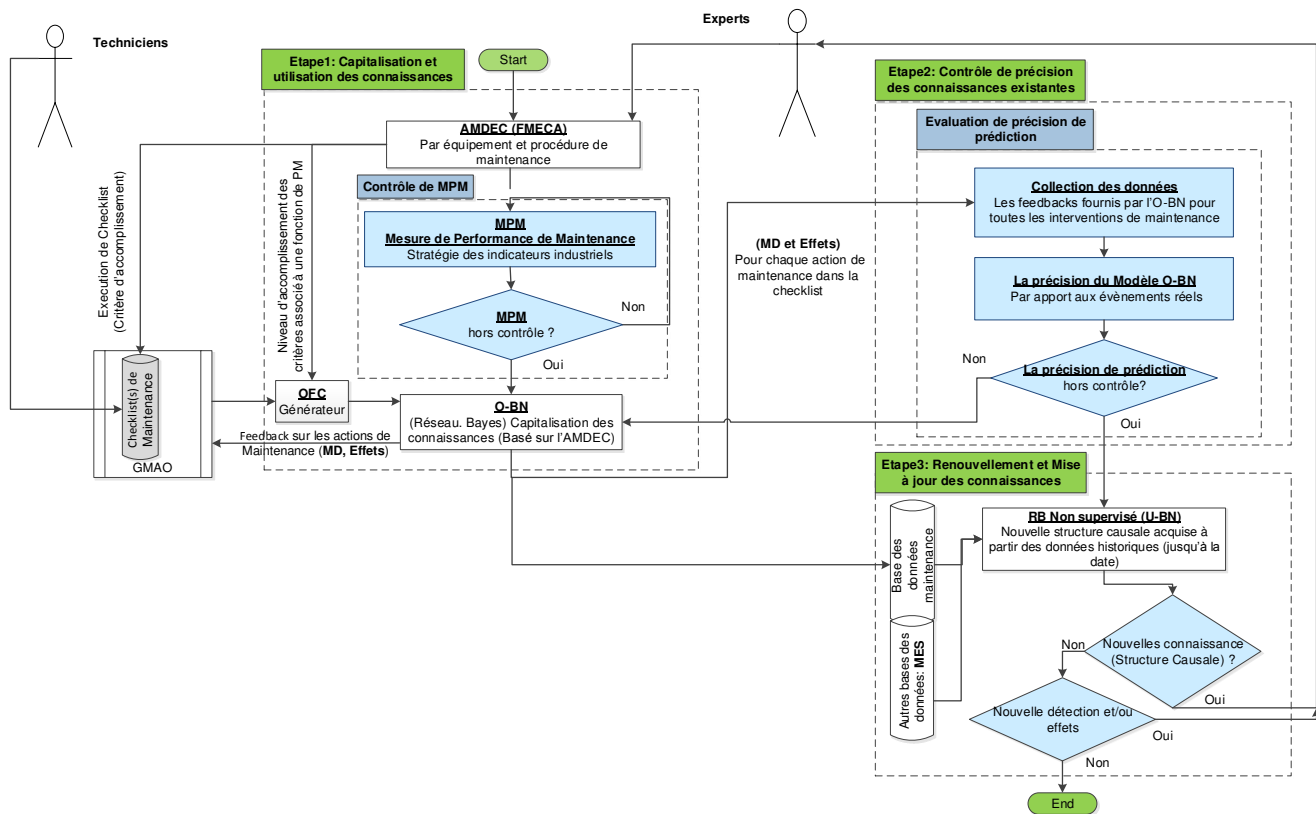 Techniciens
Experts
Etape1: Capitalisation et
utilisation des connaissances
Start
AMDEC (FMECA)
Par équipement et procédure de
maintenance
Contrôle de MPM
MPM
Mesure de Performance de Maintenance
Stratégie des indicateurs industriels
MPM
hors contrôle ?
Non
Oui
Execution de Checklist
(Critère d'accomplissement)
Niveau d'accomplissement des
critères associé à une fonction de PM
Checklist(s) de
Maintenance
GMAO
OFC
Générateur
O-BN
(Réseau. Bayes) Capitalisation des
connaissances (Basé sur l'AMDEC)
Feedback sur les actions de
Maintenance (MD, Effets)
(MD et Effets)
Pour chaque action de
maintenance dans la
checklist
Etape2: Contrôle de précision
des connaissances existantes
Evaluation de précision de
prédiction
Collection des données
Les feedbacks fournis par l'O-BN pour
toutes les interventions de maintenance
La précision du Modèle O-BN
Par apport aux évènements réels
La précision de prédiction
hors contrôle?
Non
Oui
Etape3: Renouvellement et Mise
à jour des connaissances
RB Non supervisé (U-BN)
Nouvelle structure causale acquise à
partir des données historiques (jusqu'à la
date)
Base des
données
maintenance
Autres bases des
données: MES
Nouvelles connaissance
(Structure Causale) ?
Non
Oui
Nouvelle détection et/ou
effets
Oui
Non
End